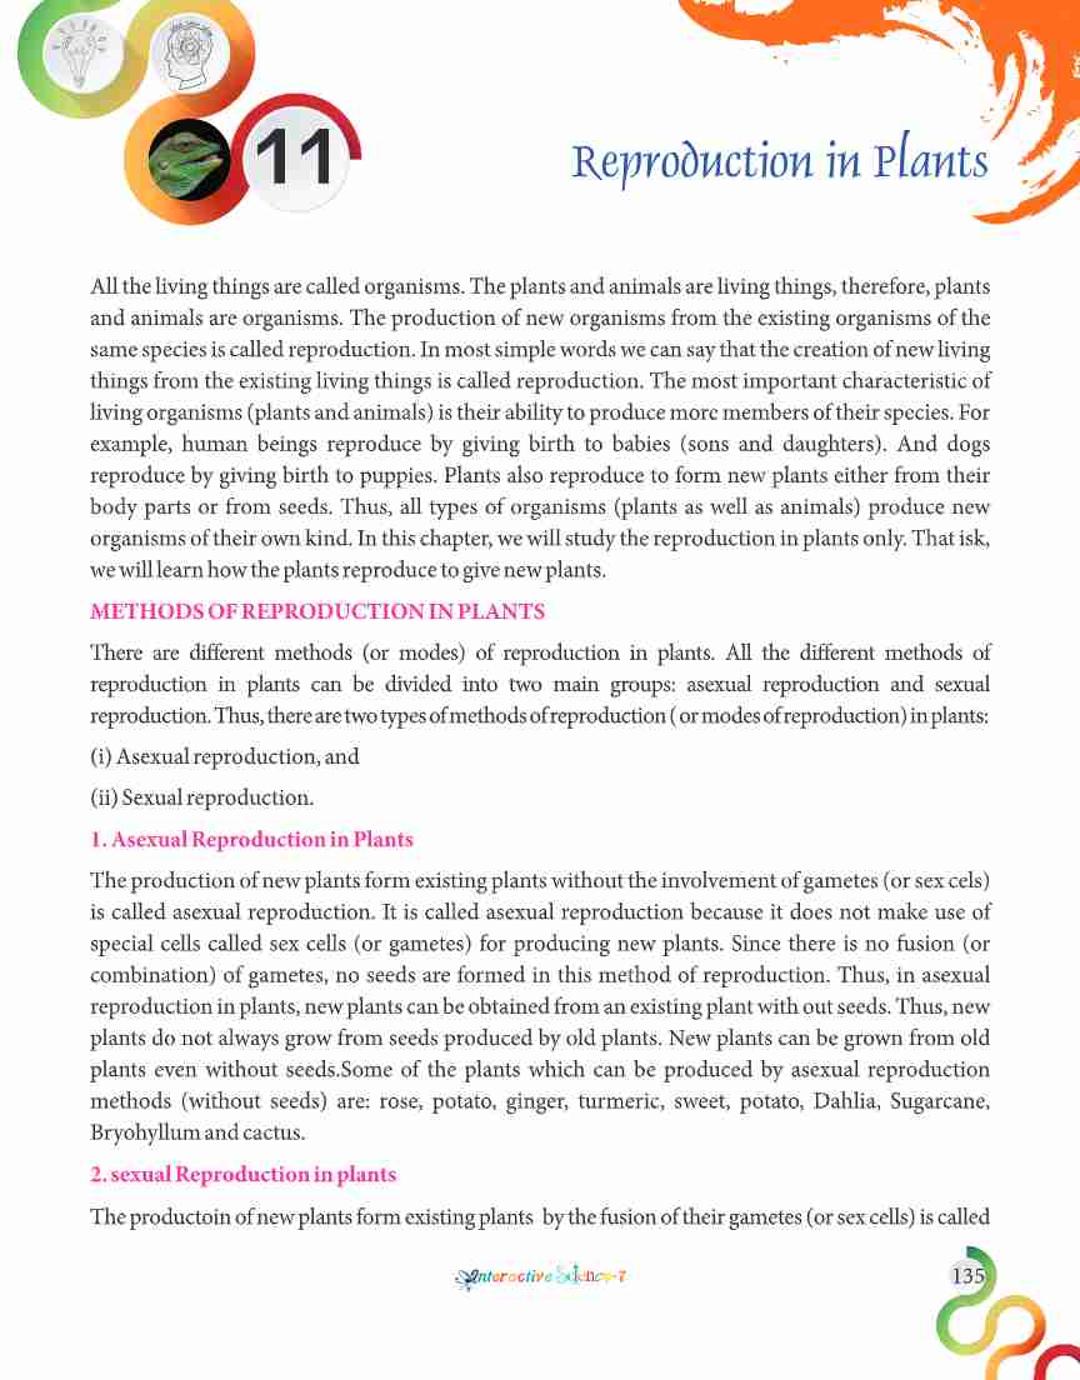 11
Reproduction in Plants
All the living things are called organisms. The plants and animals are living things, therefore, plants
and animals are organisms. The production of new organisms from the existing organisms of the
same species is called reproduction. In most simple words we can say that the creation of new living
things from the existing living things is called reproduction. The most important characteristic of
living organisms (plants and animals) is their ability to produce more members of their species. For
example, human beings reproduce by giving birth to babies (sons and daughters). And dogs
reproduce by giving birth to puppies. Plants also reproduce to form new plants either from their
body parts or from seeds. Thus, all types of organisms (plants as well as animals) produce new
organisms of their own kind. In this chapter, we will study the reproduction in plants only. That isk,
we will learn how the plants reproduce to give new plants.
METHODS OF REPRODUCTION IN PLANTS
There are different methods (or modes) of reproduction in plants. All the different methods of
reproduction in plants can be divided into two main groups: asexual reproduction and sexual
reproduction. Thus, there are two types of methods of reproduction ( or modes of reproduction) in plants:
(i) Asexual reproduction, and
(ii) Sexual reproduction.
1. Asexual Reproduction in Plants
The production of new plants form existing plants without the involvement of gametes (or sex cels)
is called asexual reproduction. It is called asexual reproduction because it does not make use of
special cells called sex cells (or gametes) for producing new plants. Since there is no fusion (or
combination) of gametes, no seeds are formed in this method of reproduction. Thus, in asexual
reproduction in plants, new plants can be obtained from an existing plant with out seeds. Thus, new
plants do not always grow from seeds produced by old plants. New plants can be grown from old
plants even without seeds.Some of the plants which can be produced by asexual reproduction
methods (without seeds) are: rose, potato, ginger, turmeric, sweet, potato, Dahlia, Sugarcane,
Bryohyllum and cactus.
2. sexual Reproduction in plants
The productoin of new plants form existing plants by the fusion of their gametes (or sex cells) is called
Interactive Science-7
135